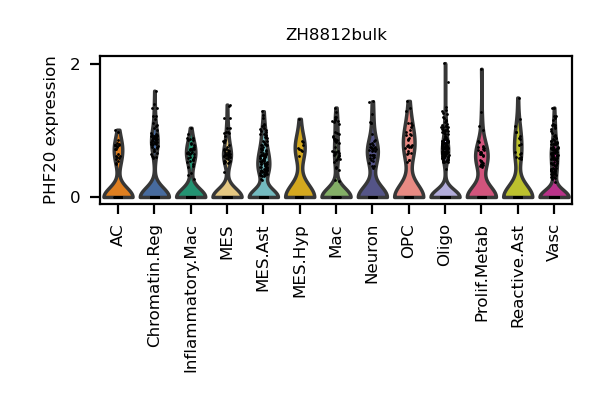 ZH8812bulk
PHF20 expression
2
0
AC
Chromatin.Reg
Inflammatory.Mac
MES
MES.Ast
MES.Hyp
Mac
Neuron
OPC
Oligo
Prolif.Metab
Reactive.Ast
Vasc